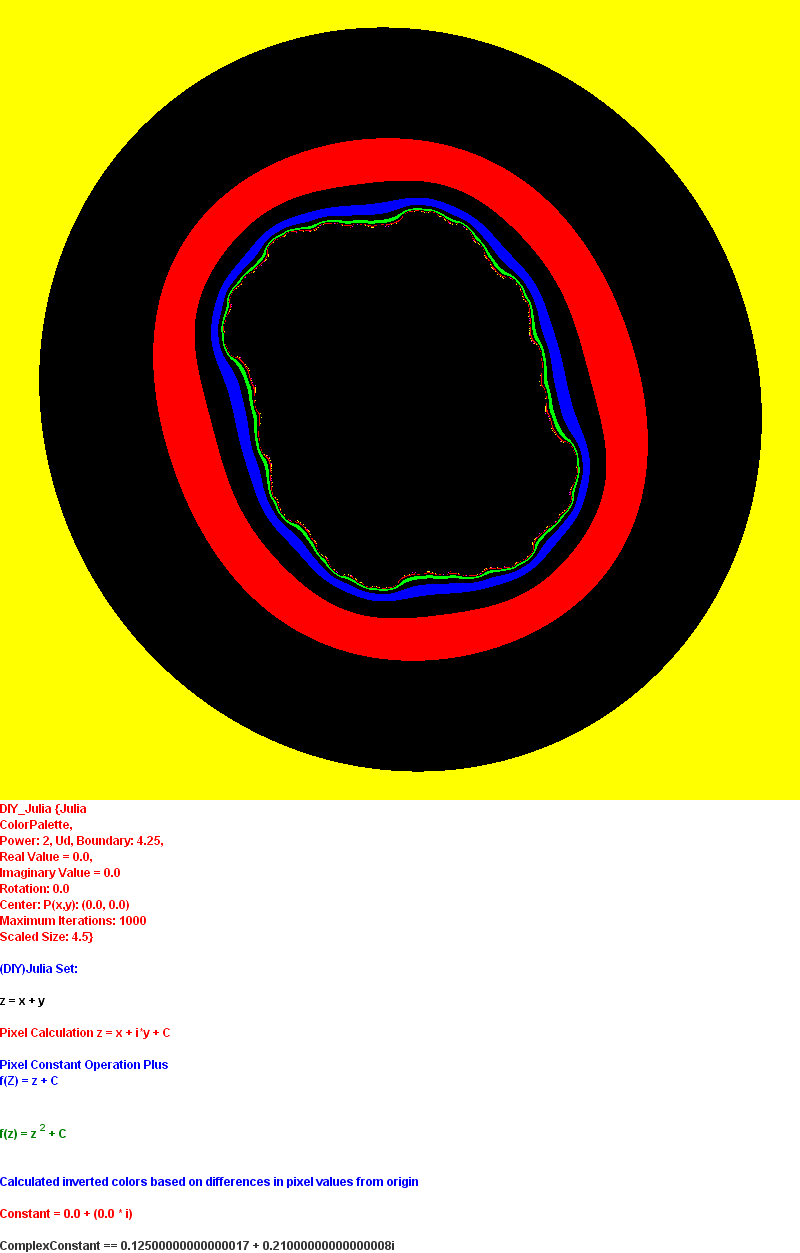 DIY_Julia {Julia
ColorPalette,
Power: 2, Ud, Boundary: 4.25,
Real Value = 0.0,
Imaginary Value = 0.0
Rotation: 0.0
Center: P(x,y): (0.0, 0.0)
Maximum Iterations: 1000
Scaled Size: 4.5}
(DIY)Julia Set:
z = x + y
Pixel Calculation z = x + i*y + C
Pixel Constant Operation Plus
f(Z) = z + C
f(z) = z ² + C
Calculated inverted colors based on differences in pixel values from origin
Constant = 0.0 + (0.0 * i)
ComplexConstant == 0.12500000000000017 + 0.21000000000000008i